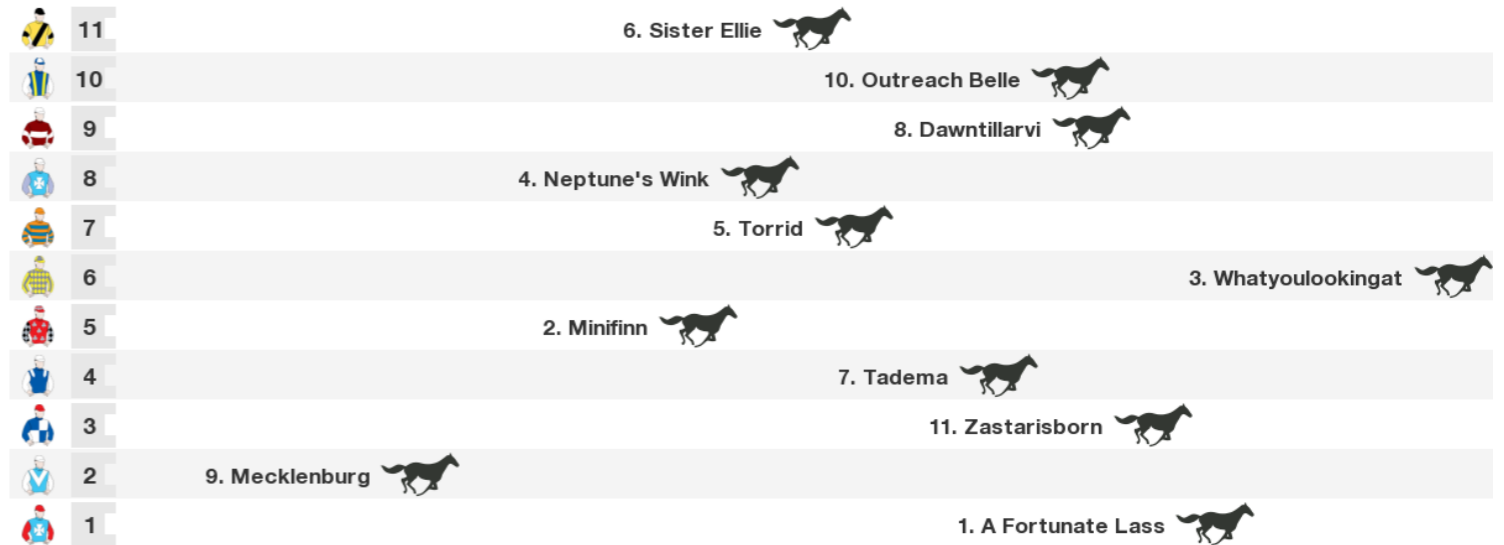 11 6. Sister Ellie
10 10. Outreach Belle
9 8. Dawntillarvi
8 4. Neptune's Wink
7 5. Torrid
6 3. Whatyoulookingat
5 2. Minifinn
4 7. Tadema
3 11. Zastarisborn
2 9. Mecklenburg
1 1. A Fortunate Lass